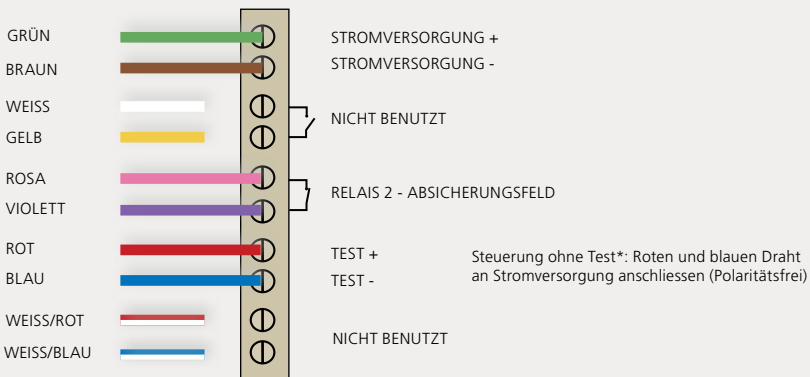 GRÜN
STROMVERSORGUNG +
BRAUN
STROMVERSORGUNG -
WEISS
NICHT BENUTZT
GELB
ROSA
RELAIS 2 - ABSICHERUNGSFELD
VIOLETT
ROT
TEST +
BLAU
TEST -
Steuerung ohne Test*: Roten und blauen Draht
an Stromversorgung anschliessen (Polaritätsfrei)
WEISS/ROT
NICHT BENUTZT
WEISS/BLAU